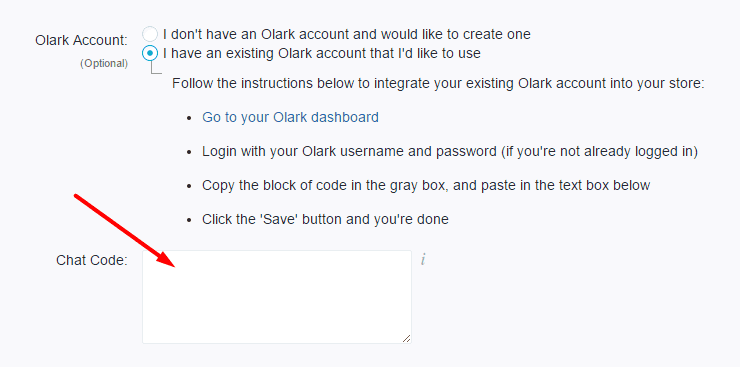 Olark Account:
(Optional)
I don't have an Olark account and would like to create one
I have an existing Olark account that I'd like to use
Follow the instructions below to integrate your existing Olark account into your store:
Go to your Olark dashboard
Login with your Olark username and password (if you're not already logged in)
Copy the block of code in the gray box, and paste in the text box below
Click the 'Save' button and you're done
Chat Code:
i